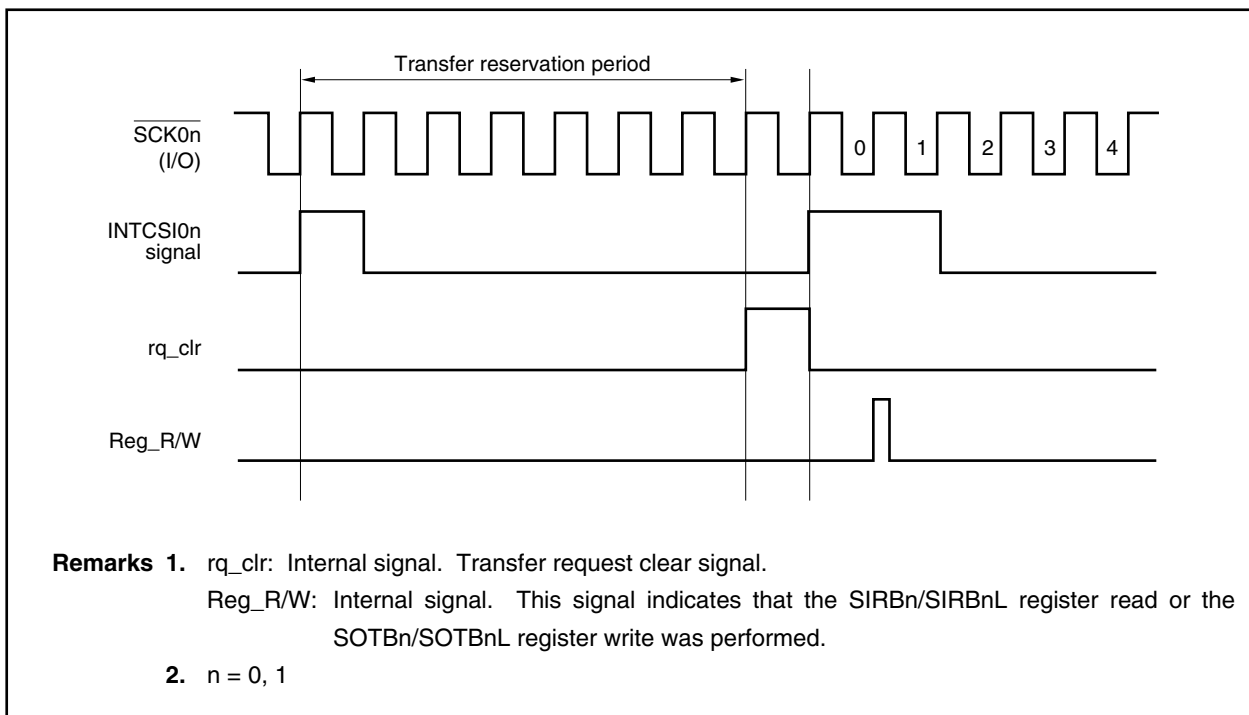 Transfer reservation period
SCK0n
(I/O)
0 1 2 3 4
INTCSI0n
signal
rq_clr
Reg_R/W
Remarks 1. rq_clr: Internal signal. Transfer request clear signal.
Reg_R/W: Internal signal. This signal indicates that the SIRBn/SIRBnL register read or the
SOTBn/SOTBnL register write was performed.
2. n = 0, 1